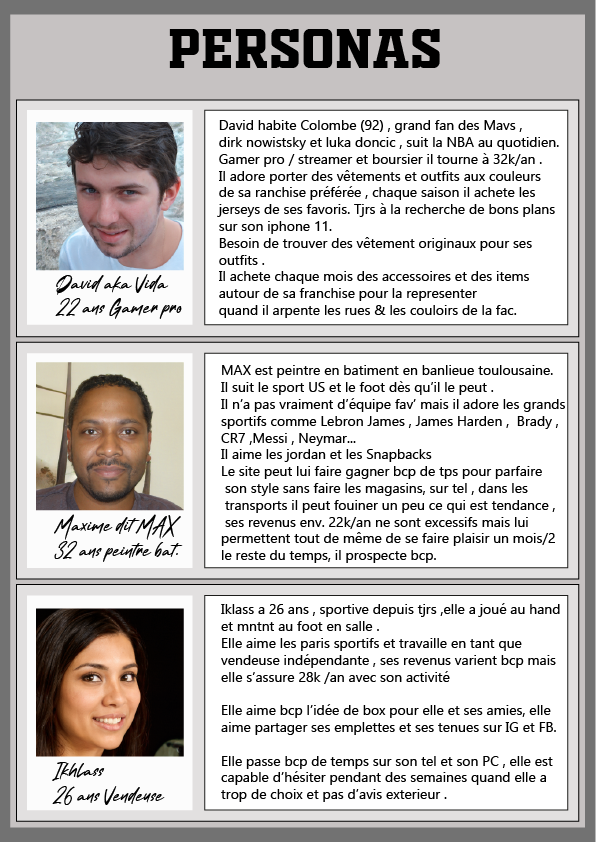 PERSONAS
David habite Colombe (92) , grand fan des Mavs ,
dirk nowistsky et luka doncic , suit la NBA au quotidien.
Gamer pro / streamer et boursier il tourne à 32k/an .
Il adore porter des vêtements et outfits aux couleurs
de sa ranchise préférée , chaque saison il achete les
jerseys de ses favoris. Tjrs à la recherche de bons plans
sur son iphone 11.
Besoin de trouver des vêtement originaux pour ses
outfits .
Il achete chaque mois des accessoires et des items
autour de sa franchise pour la representer
quand il arpente les rues & les couloirs de la fac.
David aka Vida
22 ans Gamer pro
MAX est peintre en batiment en banlieue toulousaine.
Il suit le sport US et le foot dès qu'il le peut .
Il n'a pas vraiment d'équipe fav' mais il adore les grands
sportifs comme Lebron James , James Harden , Brady ,
CR7 ,Messi , Neymar...
Il aime les jordan et les Snapbacks
Le site peut lui faire gagner bcp de tps pour parfaire
son style sans faire les magasins, sur tel , dans les
transports il peut fouiner un peu ce qui est tendance ,
ses revenus env. 22k/an ne sont excessifs mais lui
permettent tout de même de se faire plaisir un mois/2
le reste du temps, il prospecte bcp.
Maxime dit MAX
32 ans peintre bat.
Iklass a 26 ans , sportive depuis tjrs ,elle a joué au hand
et mntnt au foot en salle .
Elle aime les paris sportifs et travaille en tant que
vendeuse indépendante , ses revenus varient bcp mais
elle s'assure 28k /an avec son activité
Elle aime bcp l'idée de box pour elle et ses amies, elle
aime partager ses emplettes et ses tenues sur IG et FB.
Elle passe bcp de temps sur son tel et son PC , elle est
capable d'hésiter pendant des semaines quand elle a
trop de choix et pas d'avis exterieur .
Ikhlass
26 ans Vendeuse